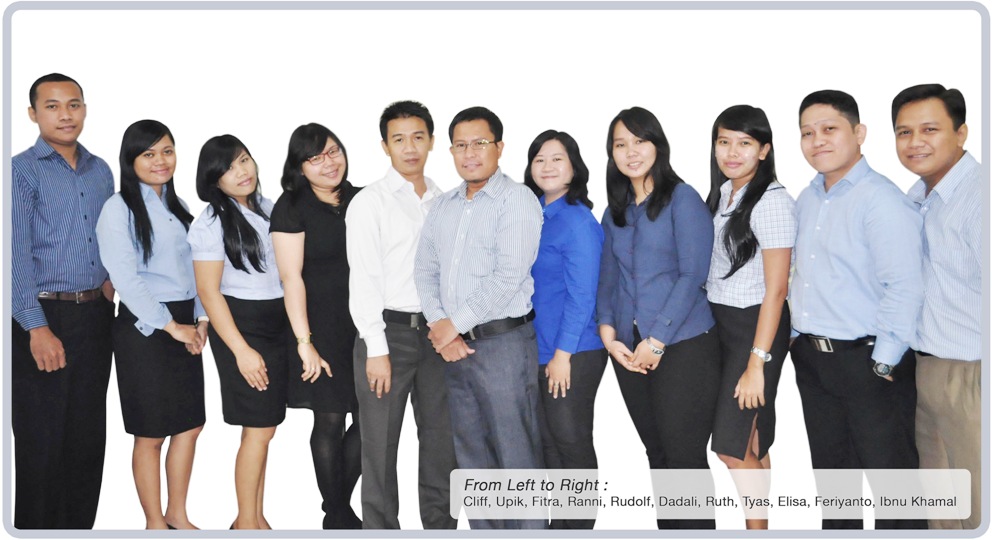 From Left to Right :
Cliff, Upik, Fitra, Ranni, Rudolf, Dadali, Ruth, Tyas, Elisa, Feriyanto, Ibnu Khamal